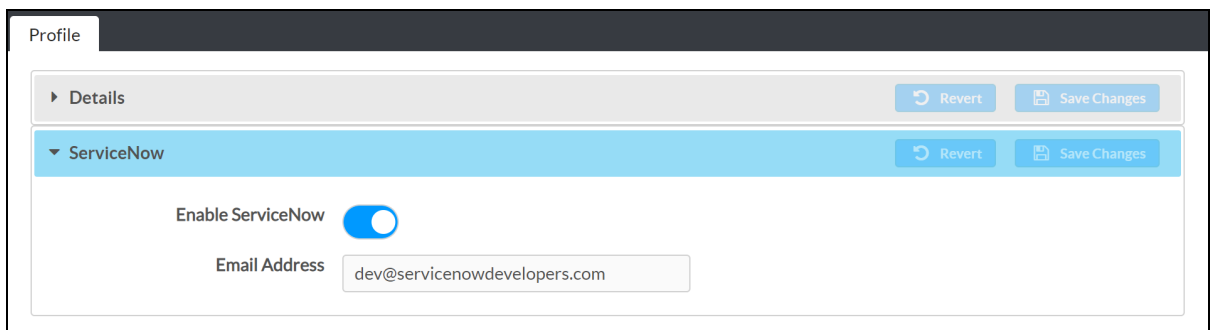 Profile
Details Revert Save Changes
ServiceNow Revert Save Changes
Enable ServiceNow
Email Address dev@servicenowdevelopers.com